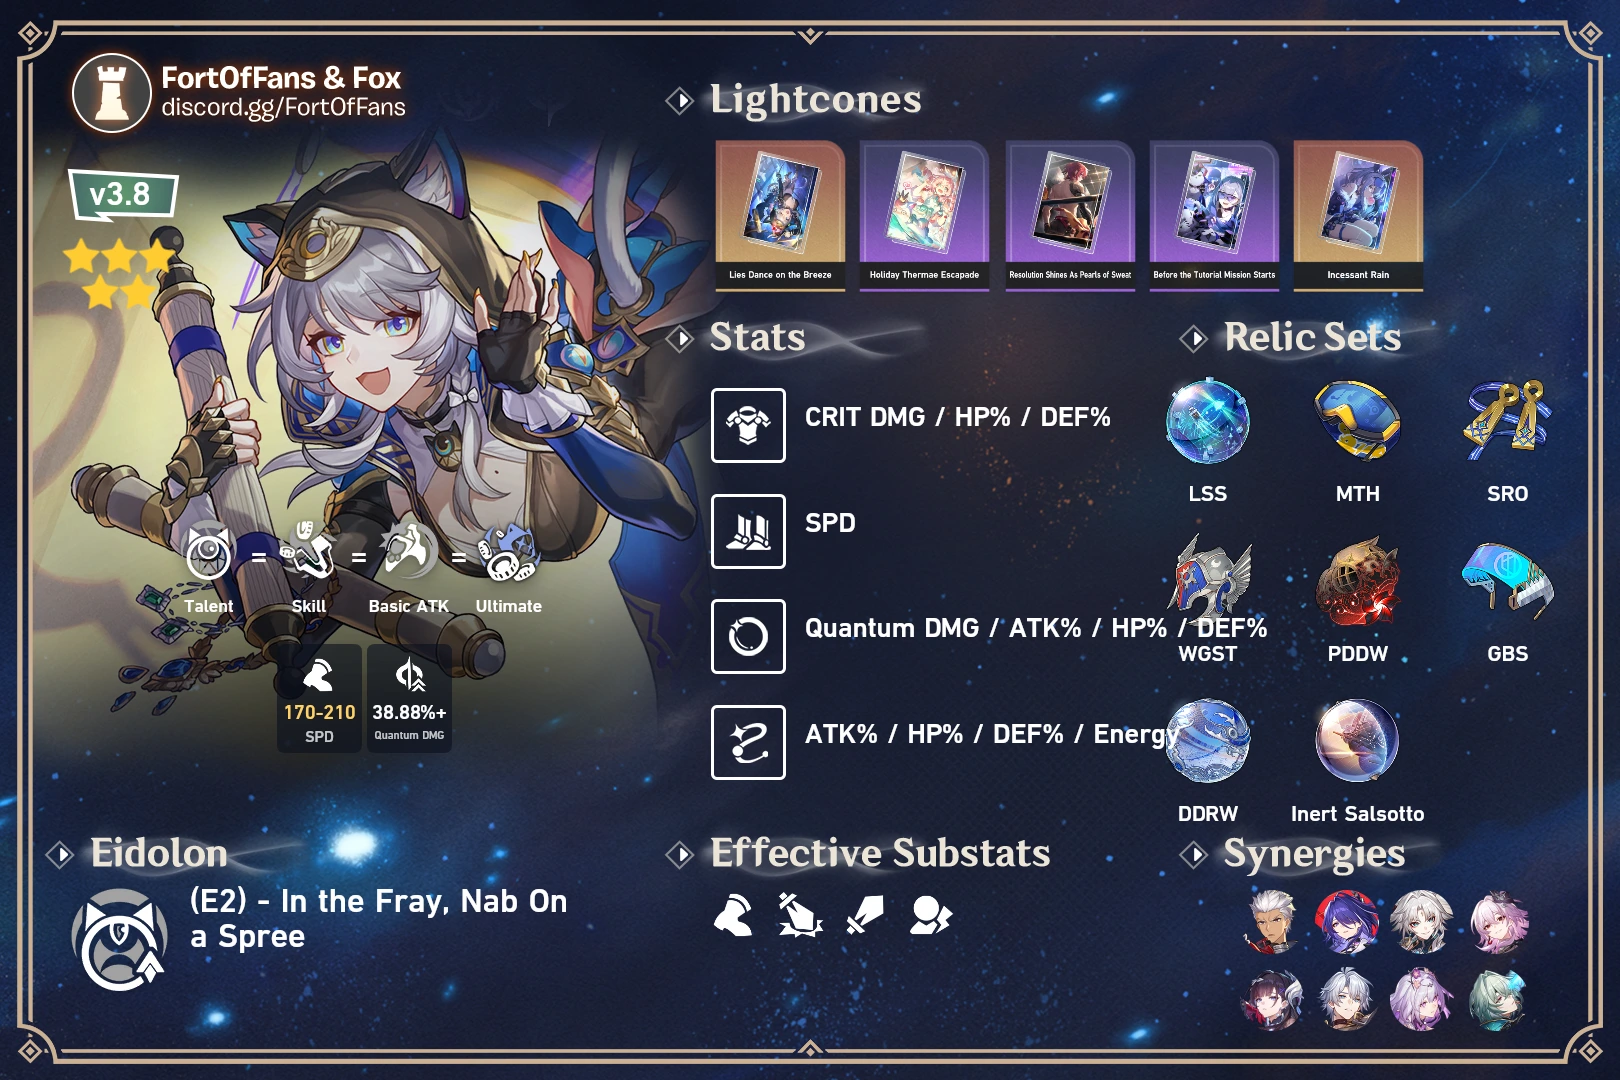 FortOfFans & Fox
discord.gg/FortOfFans
v3.8
Lightcones
Lies Dance on the Breeze
Holiday Thermae Escapade
Resolution Shines As Pearls of Sweat
Before the Tutorial Mission Starts
Incessant Rain
Stats
CRIT DMG / HP% / DEF%
SPD
Quantum DMG / ATK% / HP% / DEF%
ATK% / HP% / DEF% / Energy
Relic Sets
LSS
MTH
SRO
WGST
PDDW
GBS
DDRW
Inert Salsotto
Talent = Skill = Basic ATK = Ultimate
170-210
SPD
38.88%+
Quantum DMG
Eidolon
(E2) - In the Fray, Nab On
a Spree
Effective Substats
Synergies